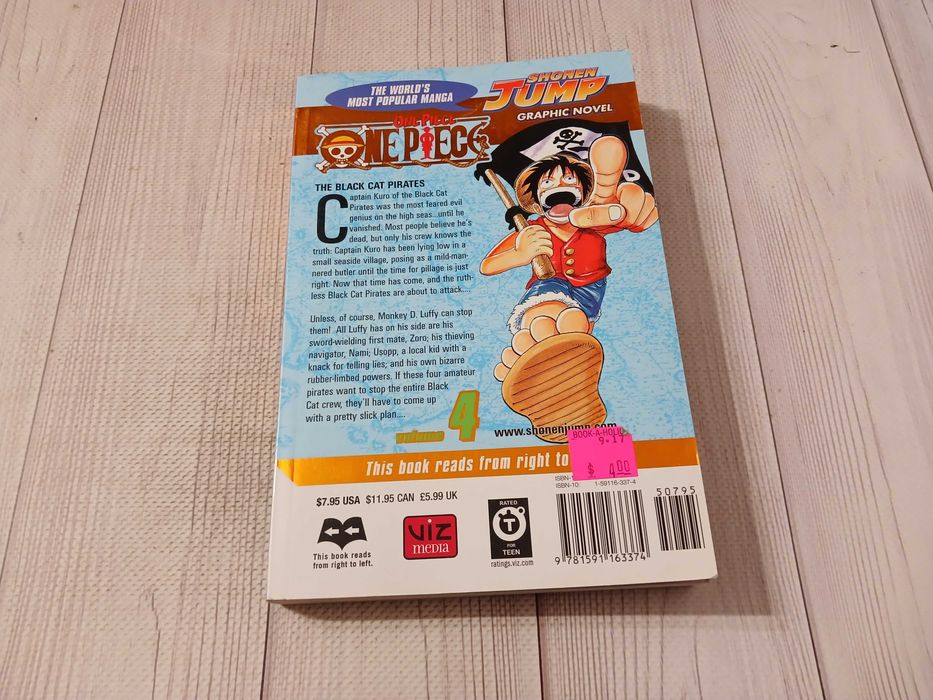 THE WORLD'S
MOST POPULAR MANGA
SHONEN
JUMP
GRAPHIC NOVEL
ONE PIECE
ONE PIECE
THE BLACK CAT PIRATES
Captain Kuro of the Black Cat
Pirates was the most feared evil
genius on the high seas...until he
vanished. Most people believe he's
dead, but only his crew knows the
truth: Captain Kuro has been lying low in a
small seaside village, posing as a mild-man-
nered butler until the time for pillage is just
right. Now that time has come, and the ruth-
less Black Cat Pirates are about to attack....
Unless, of course, Monkey D. Luffy can stop
them! All Luffy has on his side are his
sword-wielding first mate, Zoro; his thieving
navigator, Nami; Usopp, a local kid with a
knack for telling lies; and his own bizarre
rubber-limbed powers. If these four amateur
pirates want to stop the entire Black
Cat crew, they'll have to come up
with a pretty slick plan....
volume 4
www.shonenjump.com
BOOK-A-HOLIC
9-17
$ 4.00
This book reads from right to
ISBN-
ISBN-10: 1-59116-337-4
$7.95 USA $11.95 CAN £5.99 UK
50795
This book reads
from right to left.
VIZ
MEDIA
RATED
T
FOR
TEEN
ratings.viz.com
9 781591 163374